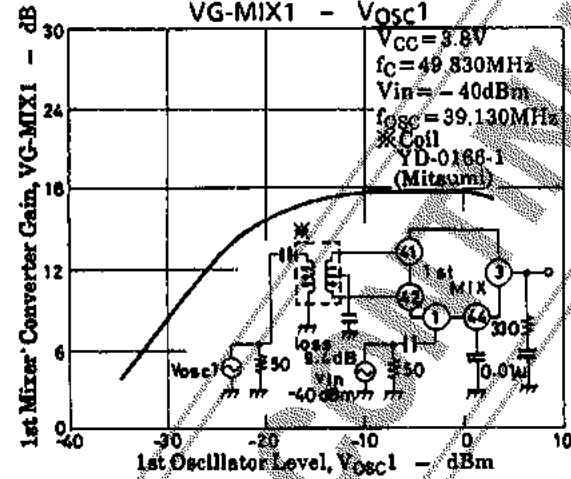 VG-MIX1 – VOSC1
1st Mixer Converter Gain, VG-MIX1 – dB
30
24
18
12
6
0
VCC=3.8V
fC=49.830MHz
Vin=-40dBm
fOSC=39.130MHz
※Coil
YD-0166-1
(Mitsumi)
※
41
1st
3
MIX
42
1
44
330
loss
50
Vosc1
Vin
-40dBm
50
0.01μ
-40
-30
-20
-10
0
10
1st Oscillator Level, VOSC1 – dBm